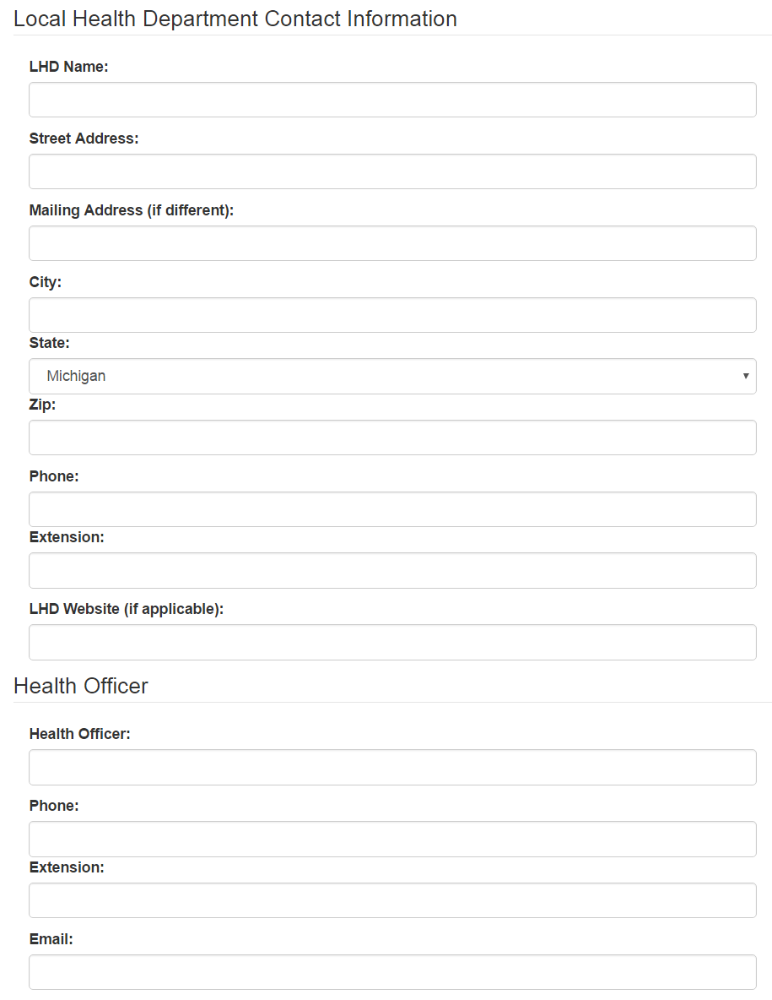 Local Health Department Contact Information
LHD Name:
Street Address:
Mailing Address (if different):
City:
State:
Michigan
Zip:
Phone:
Extension:
LHD Website (if applicable):
Health Officer
Health Officer:
Phone:
Extension:
Email: